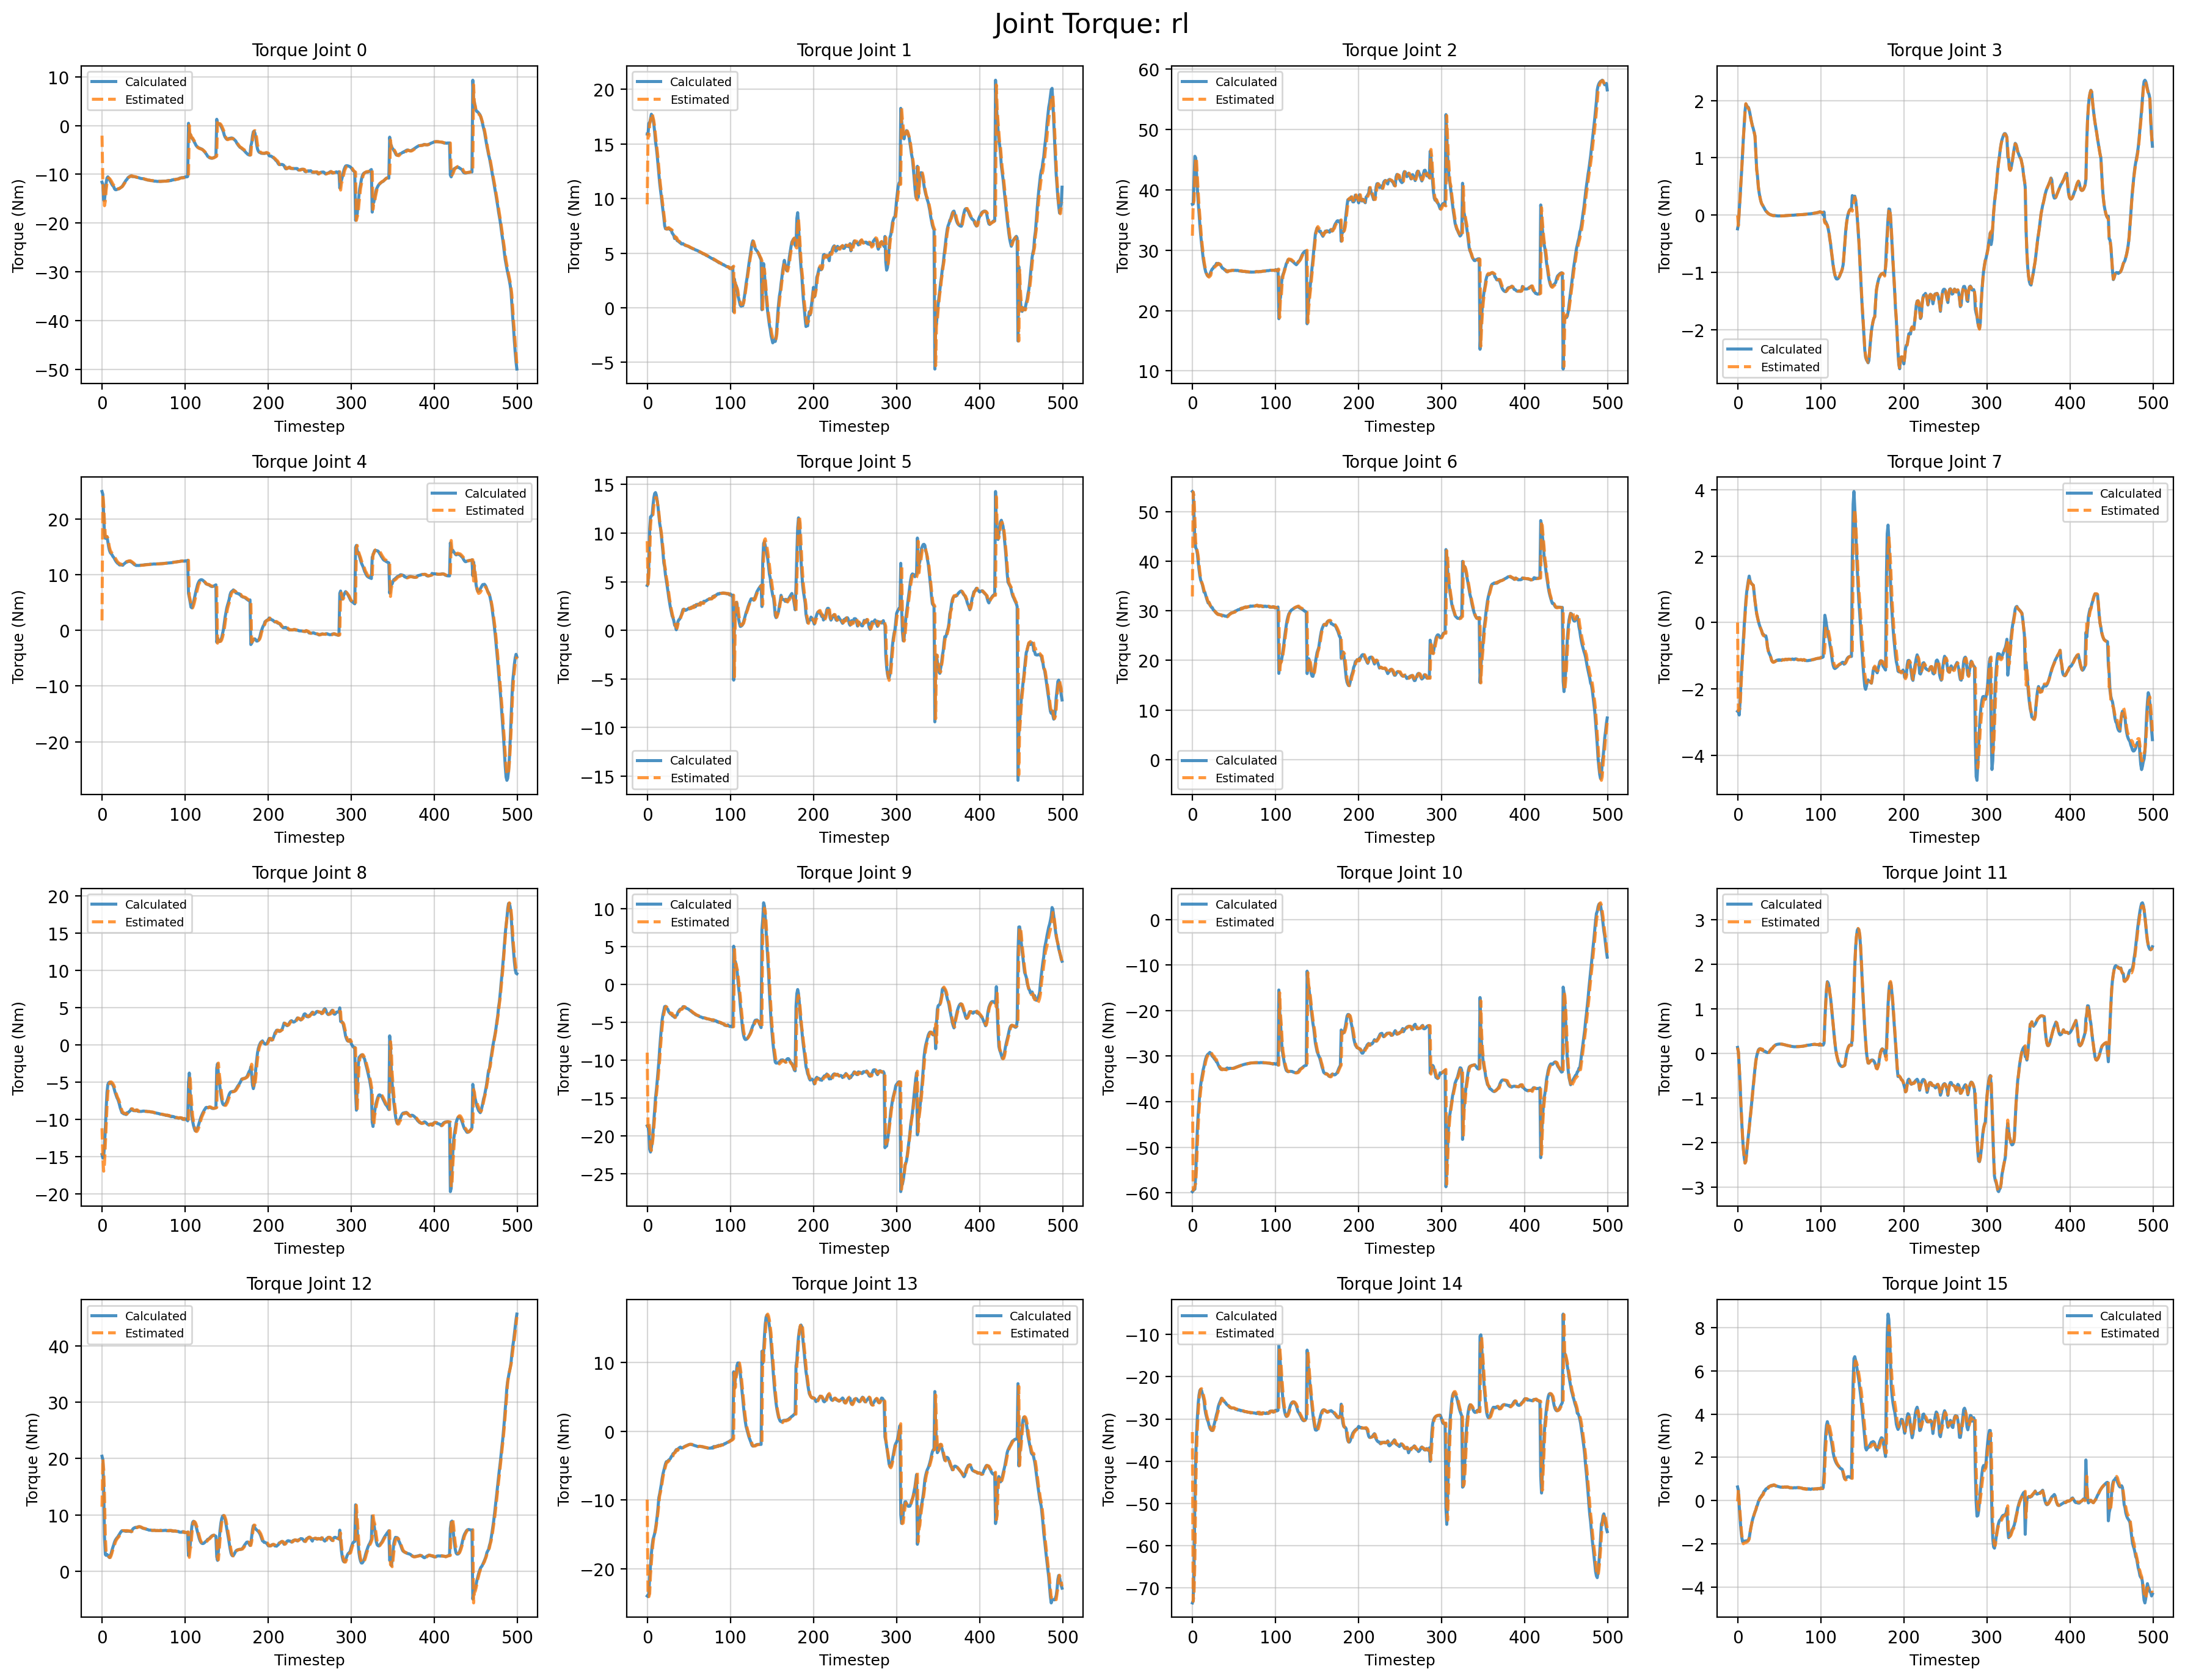 Joint Torque: rl
Torque Joint 0
Torque (Nm)
10
0
−10
−20
−30
−40
−50
Calculated
Estimated
0 100 200 300 400 500
Timestep
Torque Joint 1
Torque (Nm)
20
15
10
5
0
−5
Calculated
Estimated
0 100 200 300 400 500
Timestep
Torque Joint 2
Torque (Nm)
60
50
40
30
20
10
Calculated
Estimated
0 100 200 300 400 500
Timestep
Torque Joint 3
Torque (Nm)
2
1
0
−1
−2
Calculated
Estimated
0 100 200 300 400 500
Timestep
Torque Joint 4
Torque (Nm)
20
10
0
−10
−20
Calculated
Estimated
0 100 200 300 400 500
Timestep
Torque Joint 5
Torque (Nm)
15
10
5
0
−5
−10
−15
Calculated
Estimated
0 100 200 300 400 500
Timestep
Torque Joint 6
Torque (Nm)
50
40
30
20
10
0
Calculated
Estimated
0 100 200 300 400 500
Timestep
Torque Joint 7
Torque (Nm)
4
2
0
−2
−4
Calculated
Estimated
0 100 200 300 400 500
Timestep
Torque Joint 8
Torque (Nm)
20
15
10
5
0
−5
−10
−15
−20
Calculated
Estimated
0 100 200 300 400 500
Timestep
Torque Joint 9
Torque (Nm)
10
5
0
−5
−10
−15
−20
−25
Calculated
Estimated
0 100 200 300 400 500
Timestep
Torque Joint 10
Torque (Nm)
0
−10
−20
−30
−40
−50
−60
Calculated
Estimated
0 100 200 300 400 500
Timestep
Torque Joint 11
Torque (Nm)
3
2
1
0
−1
−2
−3
Calculated
Estimated
0 100 200 300 400 500
Timestep
Torque Joint 12
Torque (Nm)
40
30
20
10
0
Calculated
Estimated
0 100 200 300 400 500
Timestep
Torque Joint 13
Torque (Nm)
10
0
−10
−20
Calculated
Estimated
0 100 200 300 400 500
Timestep
Torque Joint 14
Torque (Nm)
−10
−20
−30
−40
−50
−60
−70
Calculated
Estimated
0 100 200 300 400 500
Timestep
Torque Joint 15
Torque (Nm)
8
6
4
2
0
−2
−4
Calculated
Estimated
0 100 200 300 400 500
Timestep